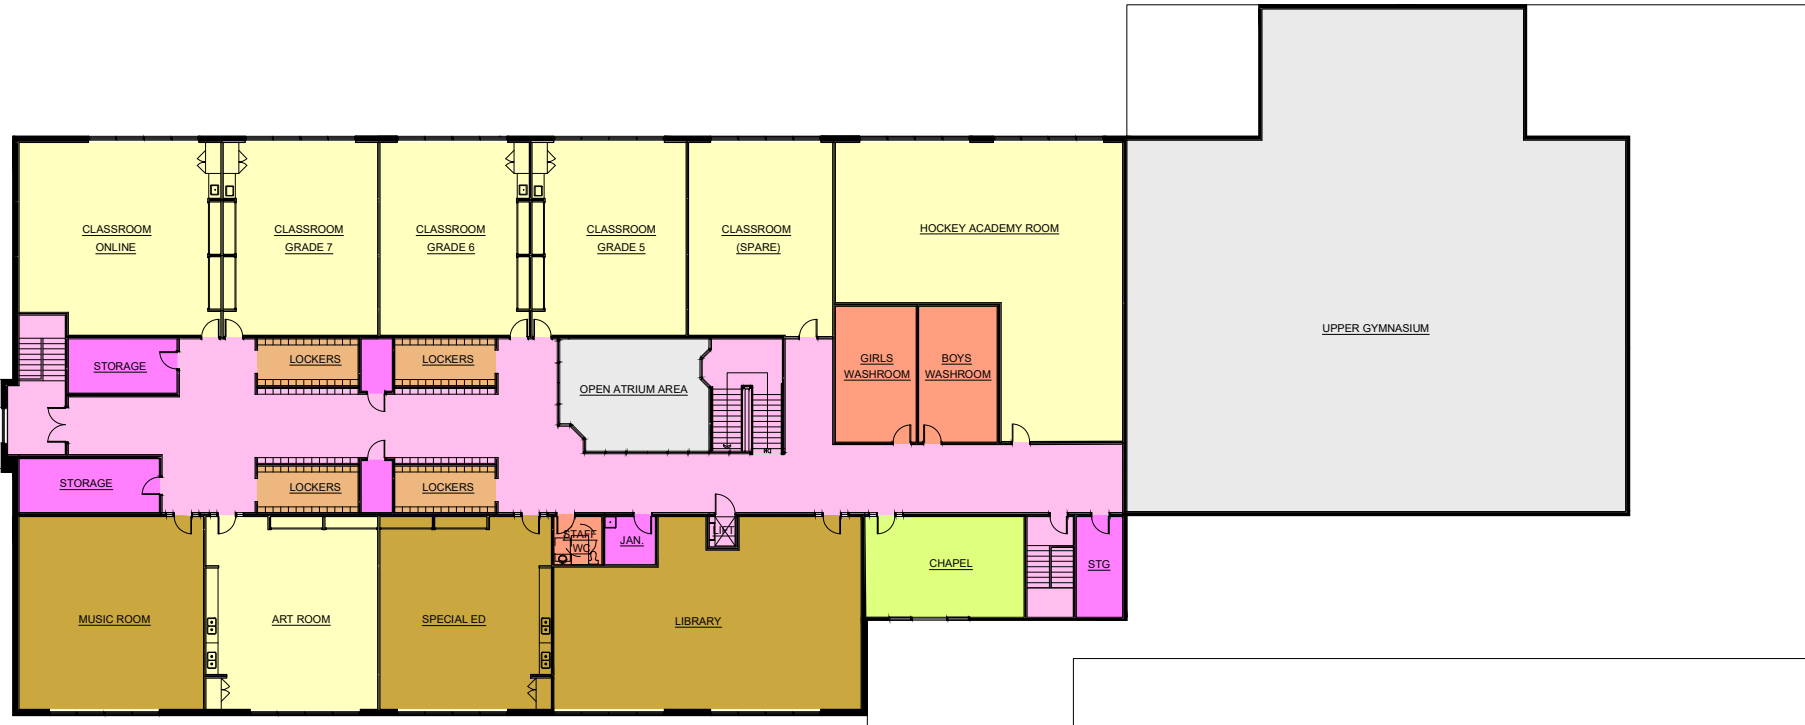 CLASSROOM
ONLINE
CLASSROOM
GRADE 7
CLASSROOM
GRADE 6
CLASSROOM
GRADE 5
CLASSROOM
(SPARE)
HOCKEY ACADEMY ROOM
UPPER GYMNASIUM
STORAGE
LOCKERS
LOCKERS
OPEN ATRIUM AREA
GIRLS
WASHROOM
BOYS
WASHROOM
STORAGE
LOCKERS
LOCKERS
STAFF
WC
JAN.
LIFT
CHAPEL
STG
MUSIC ROOM
ART ROOM
SPECIAL ED
LIBRARY